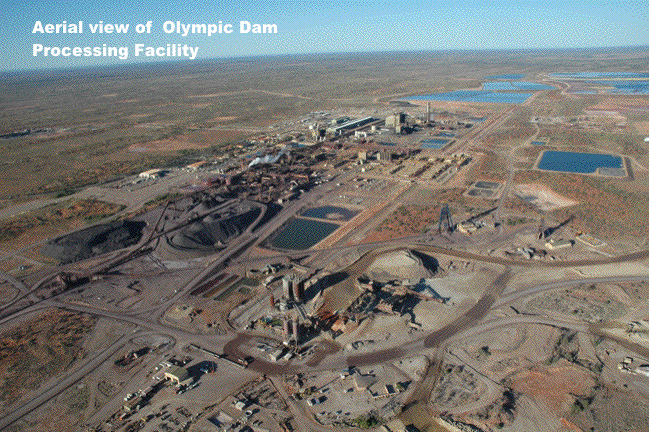 Aerial view of Olympic Dam
Processing Facility